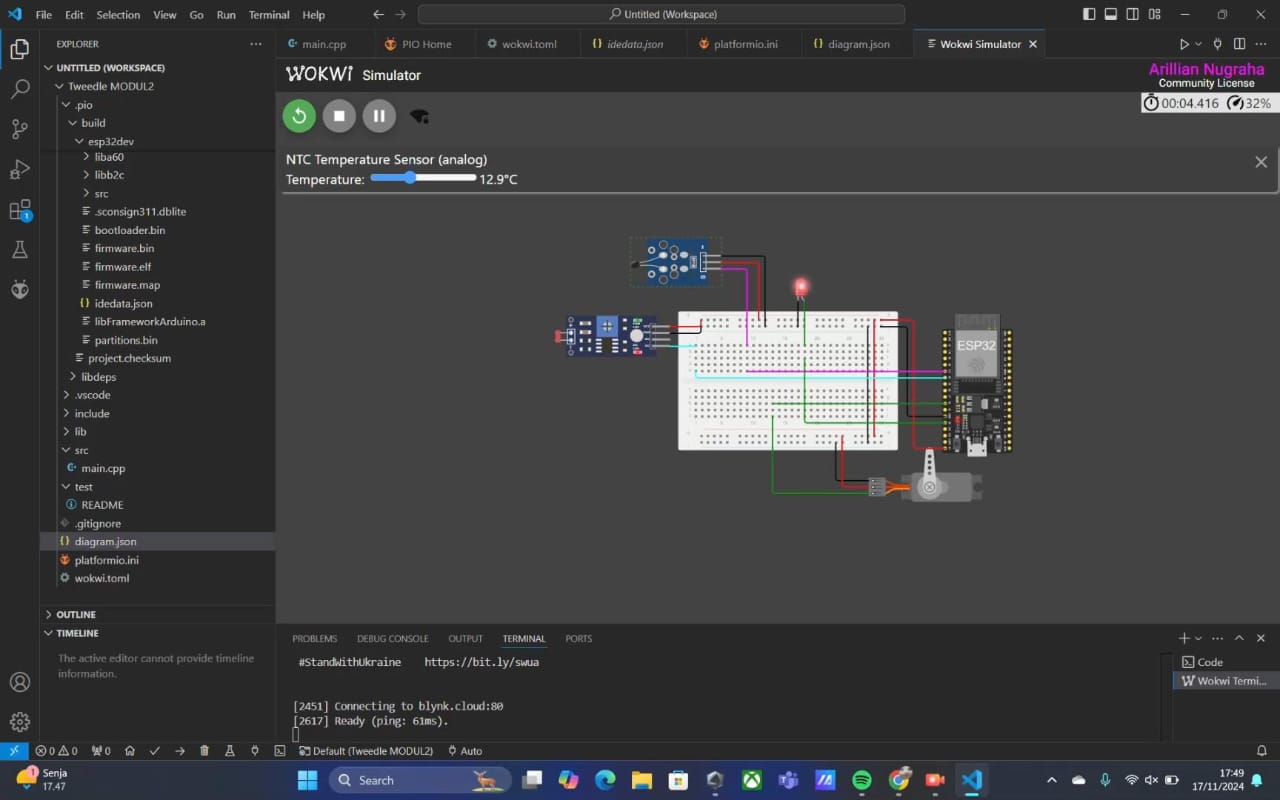 File Edit Selection View Go Run Terminal Help
Untitled (Workspace)
EXPLORER
UNTITLED (WORKSPACE)
Tweedle MODUL2
.pio
build
esp32dev
liba60
libb2c
src
.sconsign311.dblite
bootloader.bin
firmware.bin
firmware.elf
firmware.map
idedata.json
libFrameworkArduino.a
partitions.bin
project.checksum
libdeps
.vscode
include
lib
src
main.cpp
test
README
.gitignore
diagram.json
platformio.ini
wokwi.toml
OUTLINE
TIMELINE
The active editor cannot provide timeline
information.
main.cpp PIO Home wokwi.toml idedata.json platformio.ini diagram.json Wokwi Simulator
WOKWi Simulator
Arillian Nugraha
Community License
00:04.416 32%
NTC Temperature Sensor (analog)
Temperature: 12.9°C
ESP32
PROBLEMS DEBUG CONSOLE OUTPUT TERMINAL PORTS
#StandWithUkraine https://bit.ly/swua
[2451] Connecting to blynk.cloud:80
[2617] Ready (ping: 61ms).
Code
Wokwi Termi...
0 0 0 Default (Tweedle MODUL2) Auto
1
1
Senja
17.47
Search
17:49
17/11/2024